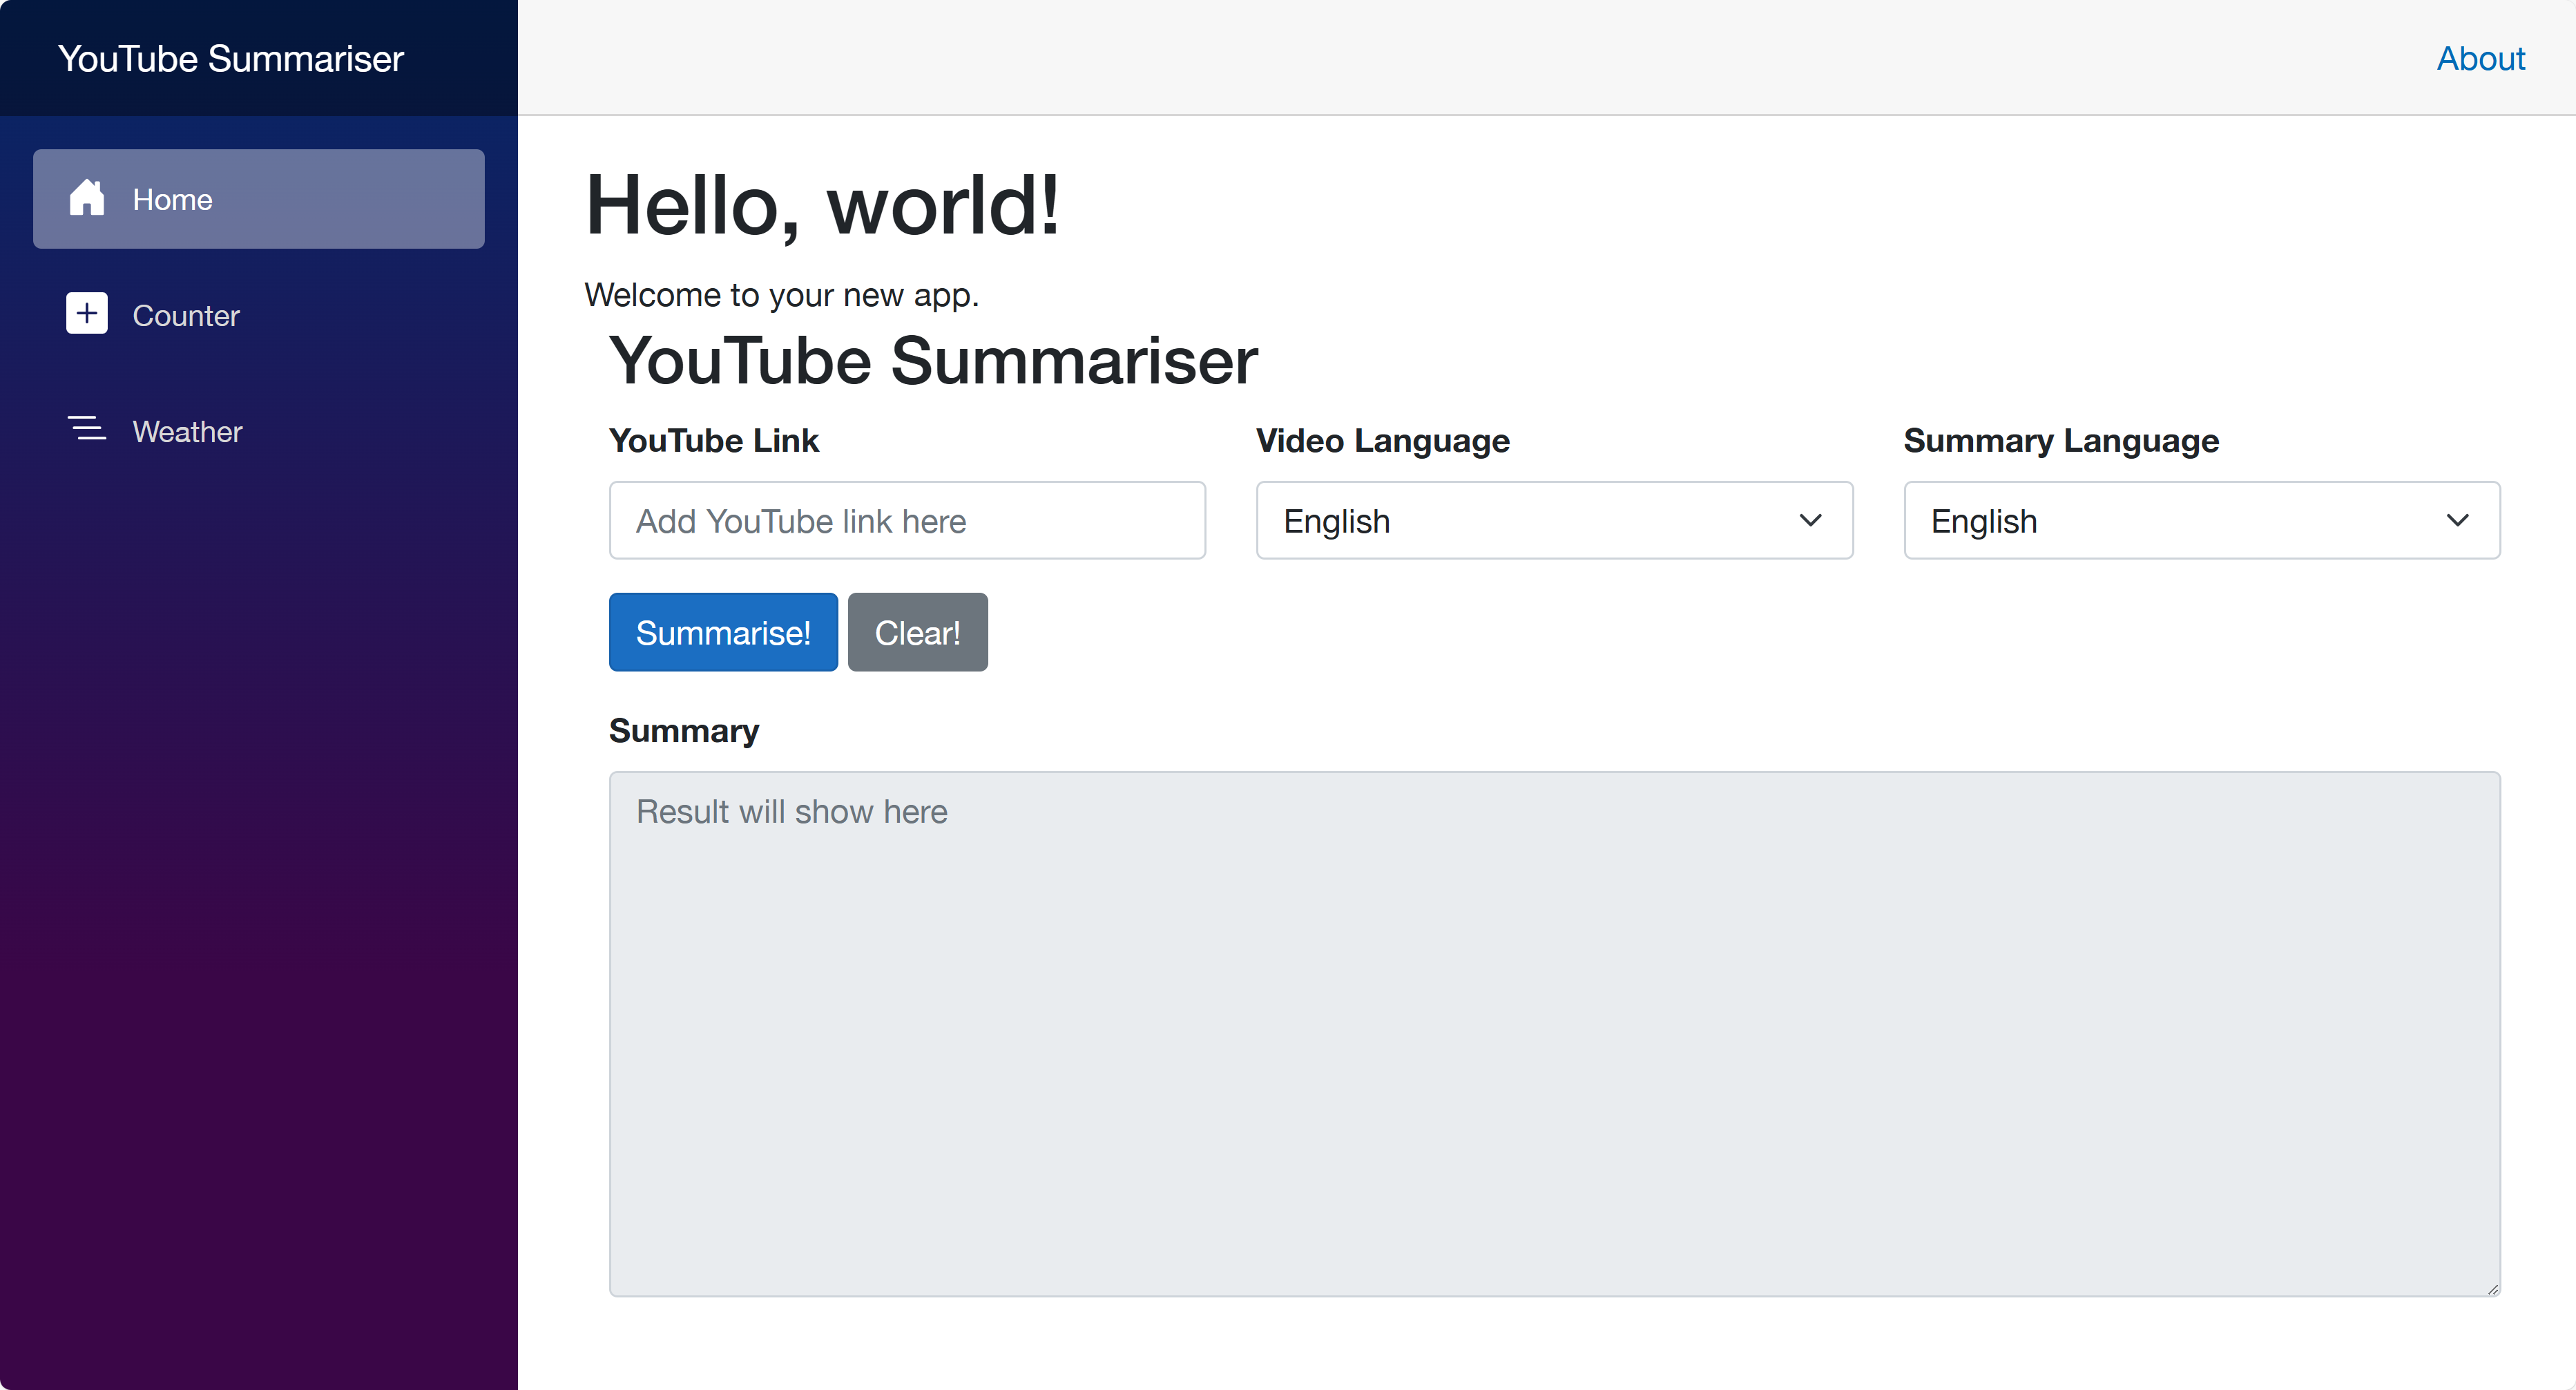 YouTube Summariser
About
Home
Counter
Weather
Hello, world!
Welcome to your new app.
YouTube Summariser
YouTube Link
Video Language
Summary Language
Add YouTube link here
English
English
Summarise!
Clear!
Summary
Result will show here